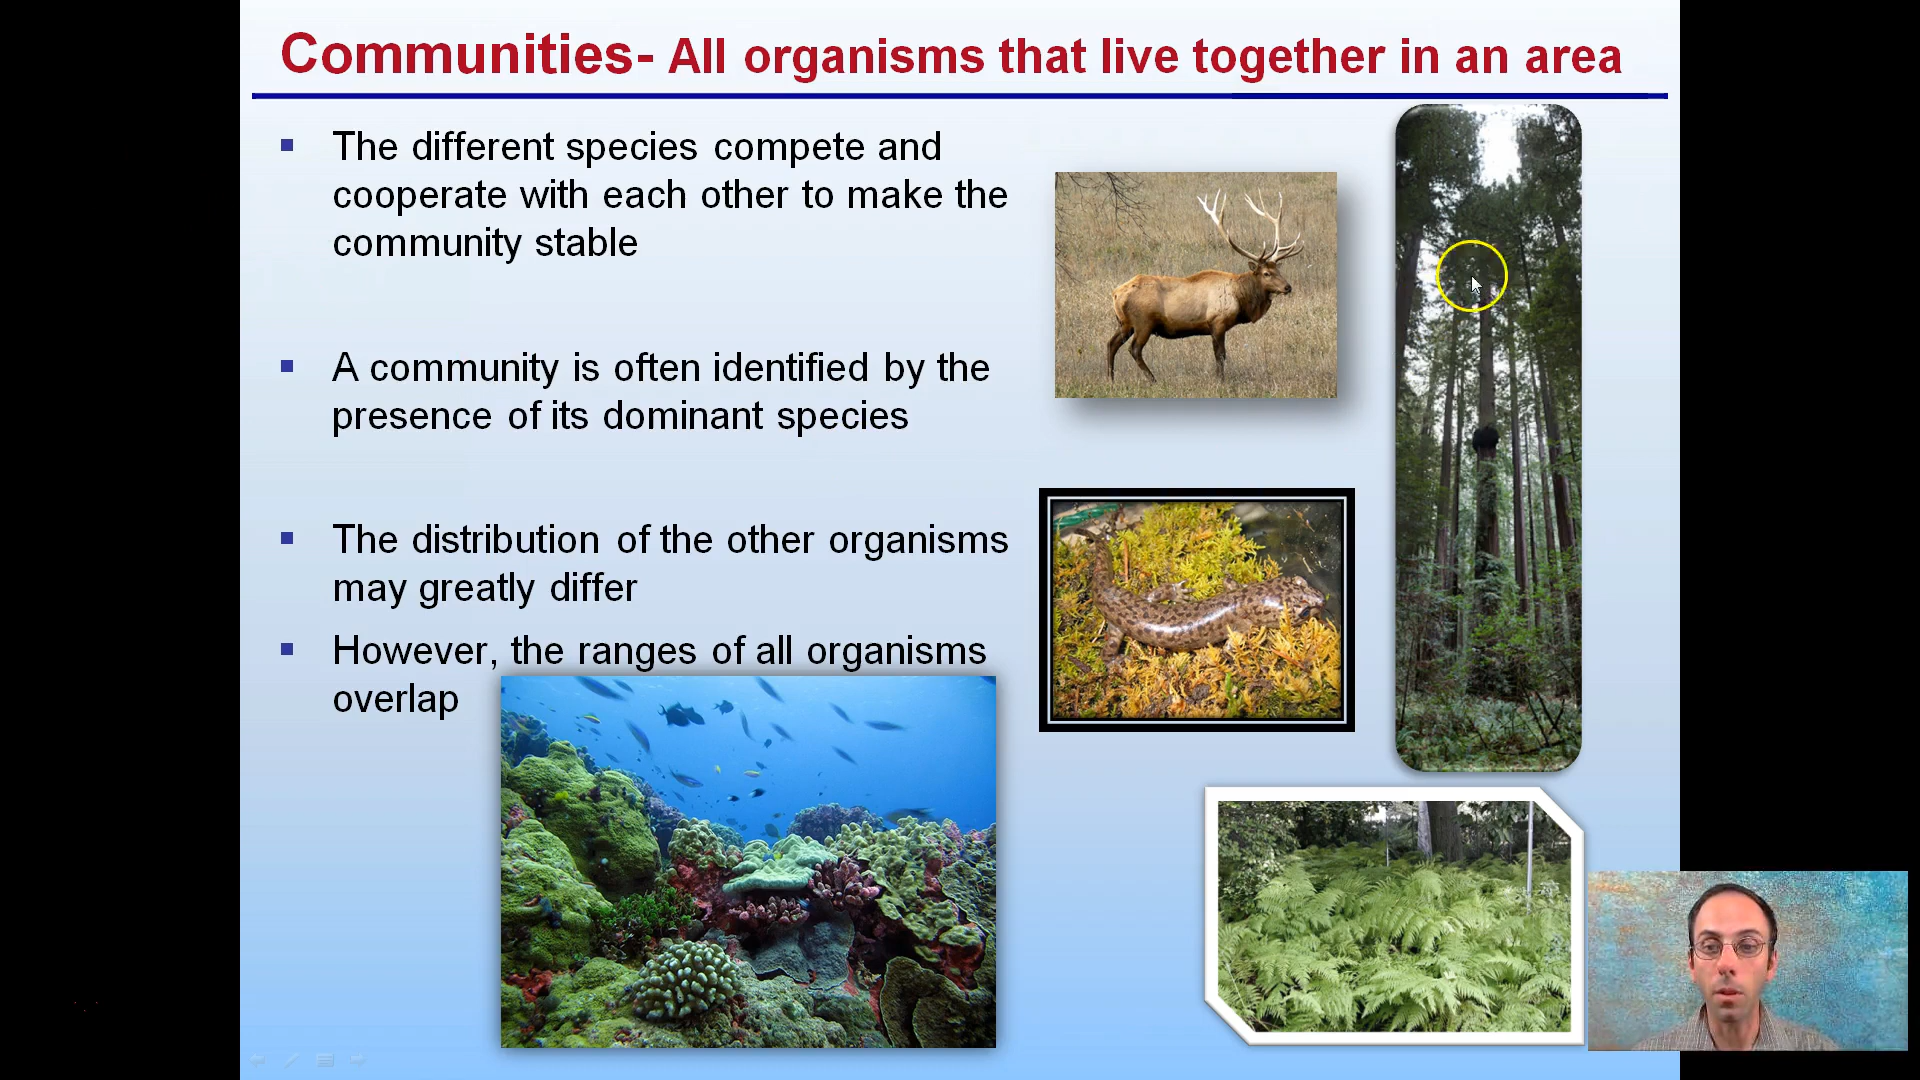 Communities- All organisms that live together in an area
The different species compete and
cooperate with each other to make the
community stable
A community is often identified by the
presence of its dominant species
The distribution of the other organisms
may greatly differ
However, the ranges of all organisms
overlap